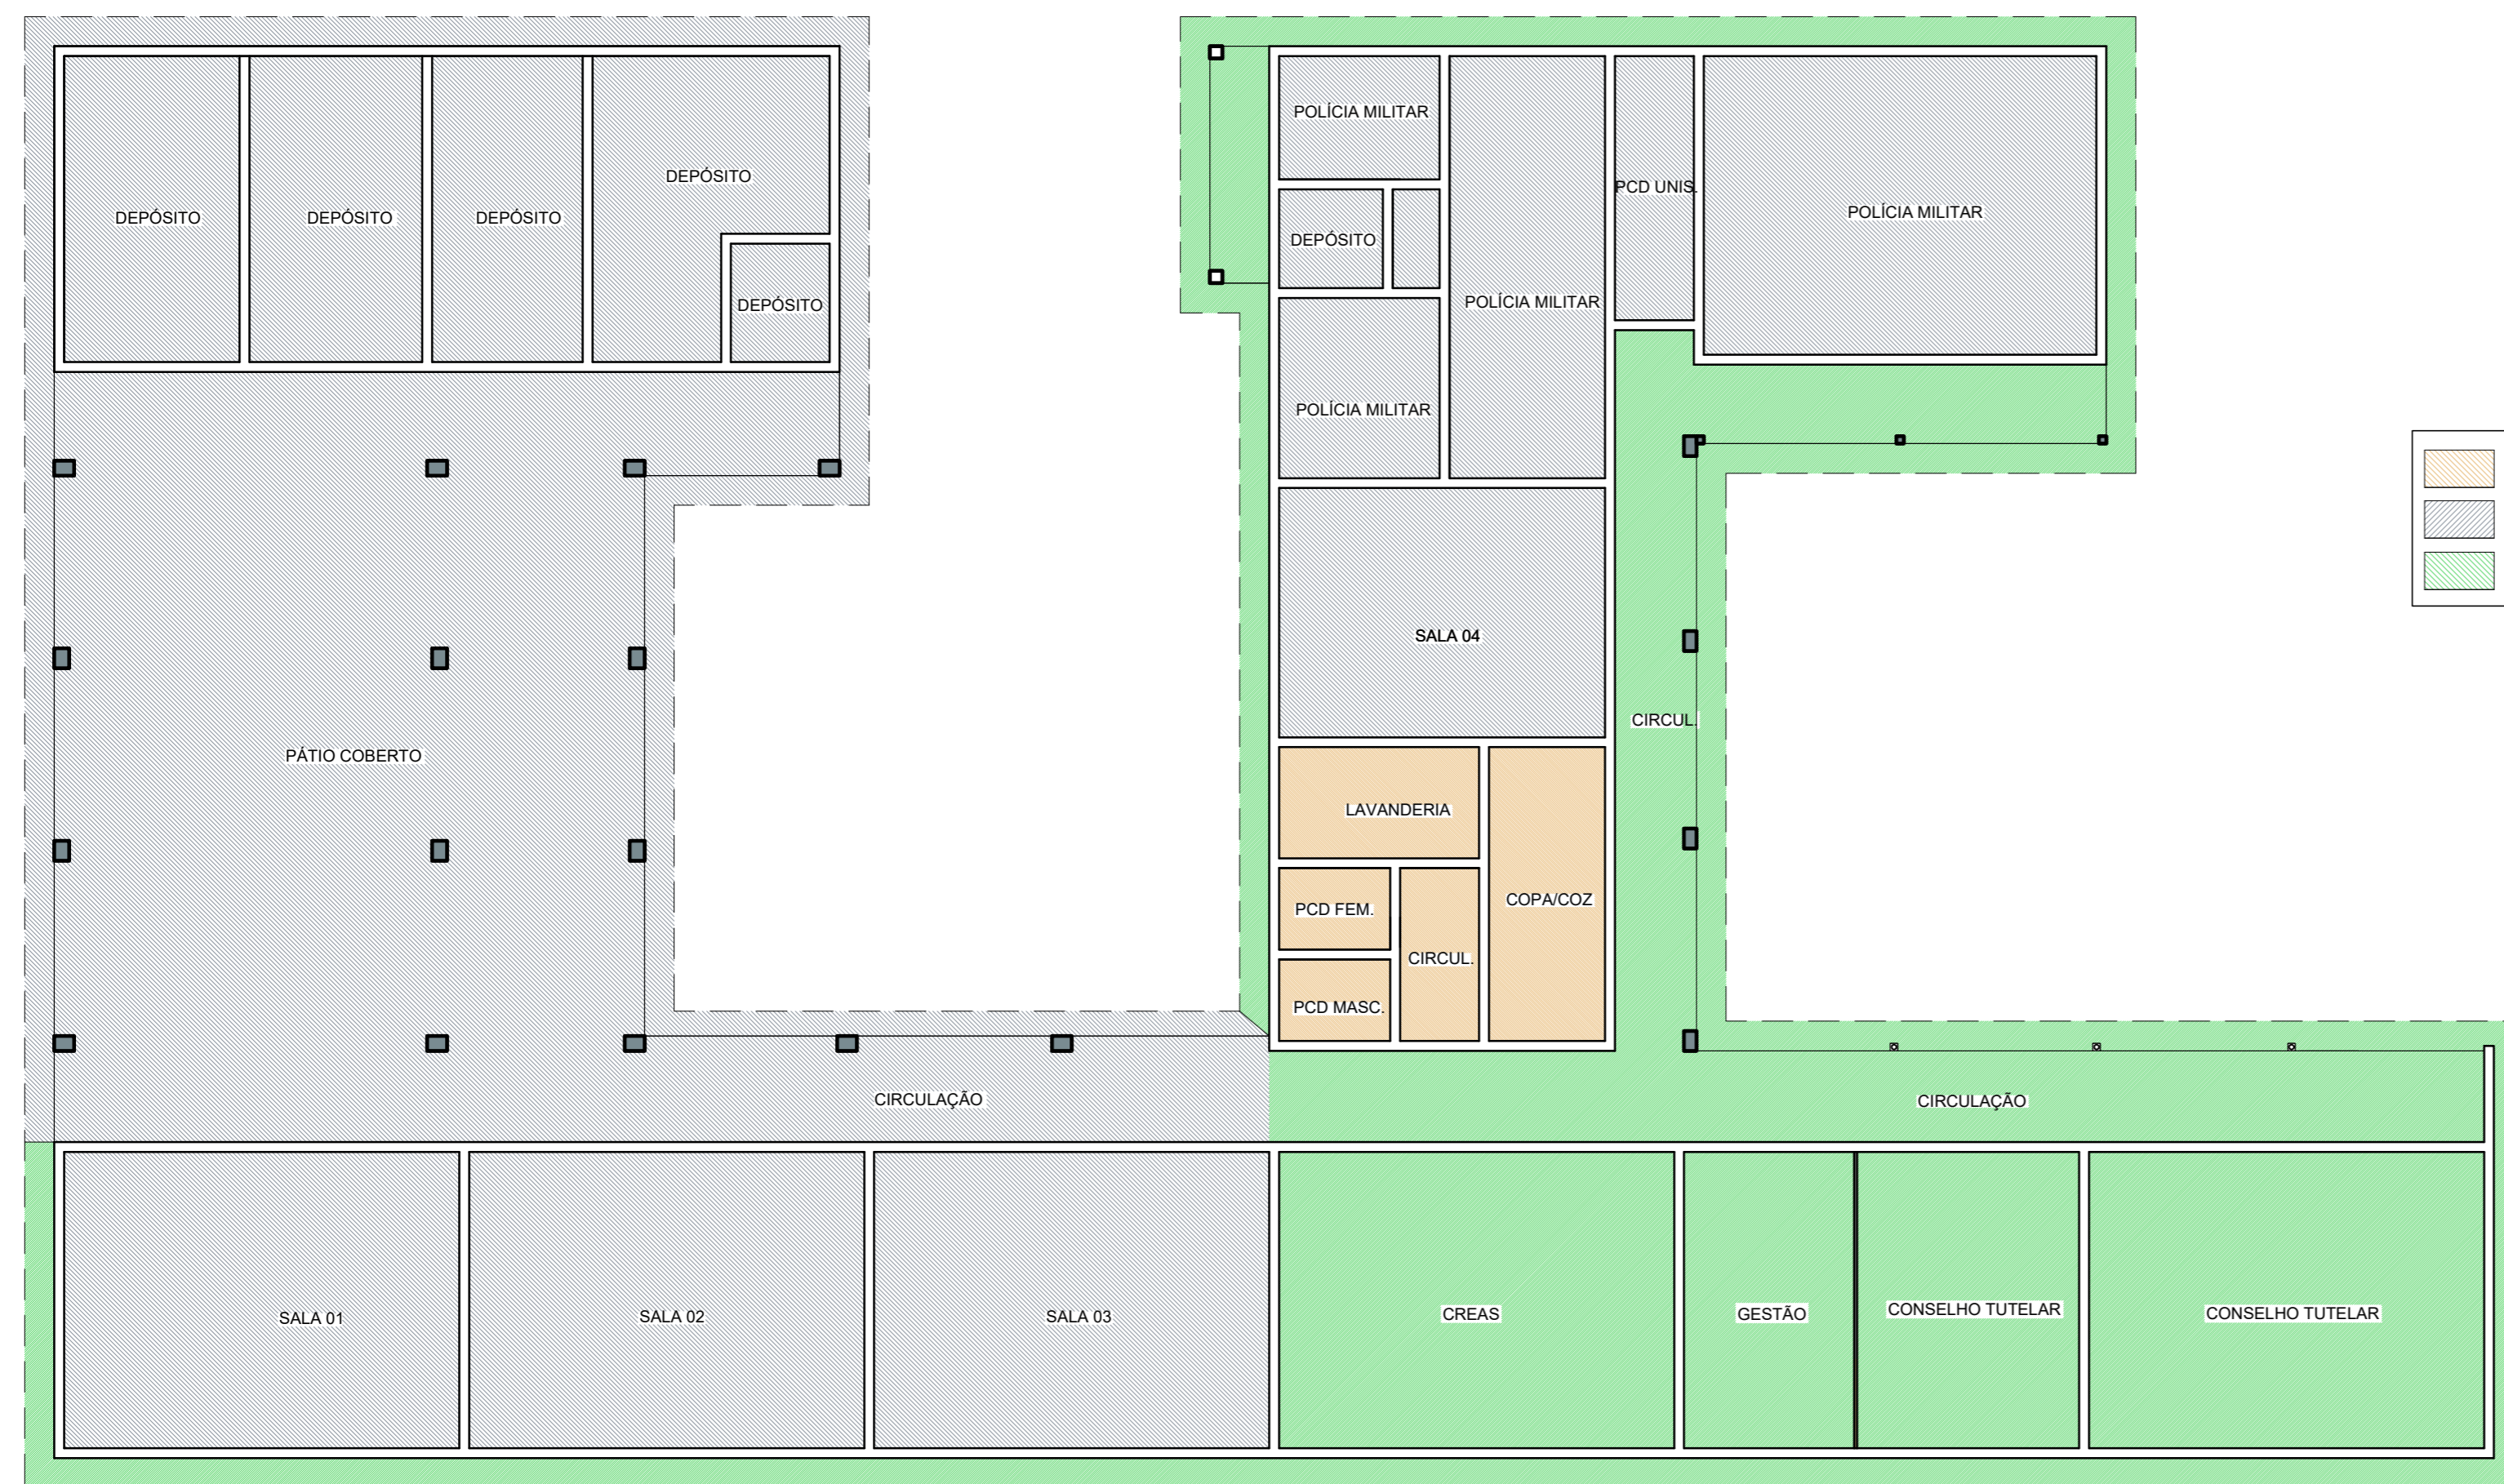 POLÍCIA MILITAR
DEPÓSITO
PCD UNIS.
DEPÓSITO
DEPÓSITO
DEPÓSITO
POLÍCIA MILITAR
DEPÓSITO
DEPÓSITO
POLÍCIA MILITAR
POLÍCIA MILITAR
SALA 04
CIRCUL.
PÁTIO COBERTO
LAVANDERIA
COPA/COZ
PCD FEM.
CIRCUL.
PCD MASC.
CIRCULAÇÃO
CIRCULAÇÃO
SALA 01
SALA 02
SALA 03
CREAS
GESTÃO
CONSELHO TUTELAR
CONSELHO TUTELAR